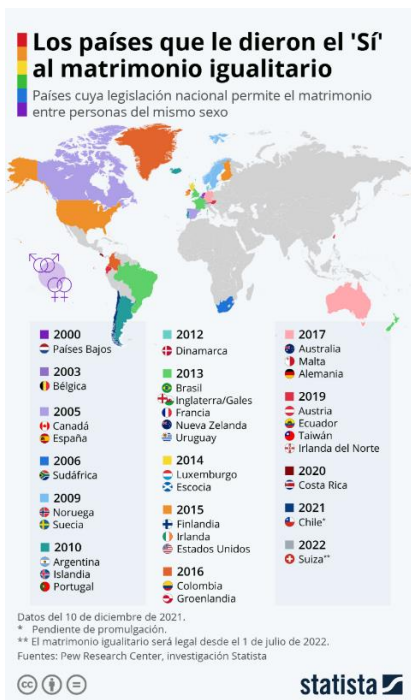 Los países que le dieron el 'Sí'
al matrimonio igualitario
Países cuya legislación nacional permite el matrimonio
entre personas del mismo sexo
2000
Países Bajos
2003
Bélgica
2005
Canadá
España
2006
Sudáfrica
2009
Noruega
Suecia
2010
Argentina
Islandia
Portugal
2012
Dinamarca
2013
Brasil
Inglaterra/Gales
Francia
Nueva Zelanda
Uruguay
2014
Luxemburgo
Escocia
2015
Finlandia
Irlanda
Estados Unidos
2016
Colombia
Groenlandia
2017
Australia
Malta
Alemania
2019
Austria
Ecuador
Taiwán
Irlanda del Norte
2020
Costa Rica
2021
Chile*
2022
Suiza**
Datos del 10 de diciembre de 2021.
* Pendiente de promulgación.
** El matrimonio igualitario será legal desde el 1 de julio de 2022.
Fuentes: Pew Research Center, investigación Statista
cc
statista